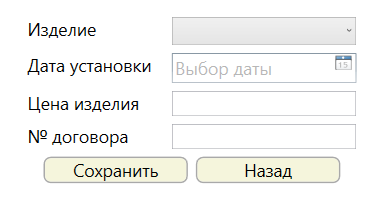 Изделие
Дата установки Выбор даты 15
Цена изделия
№ договора
Сохранить Назад